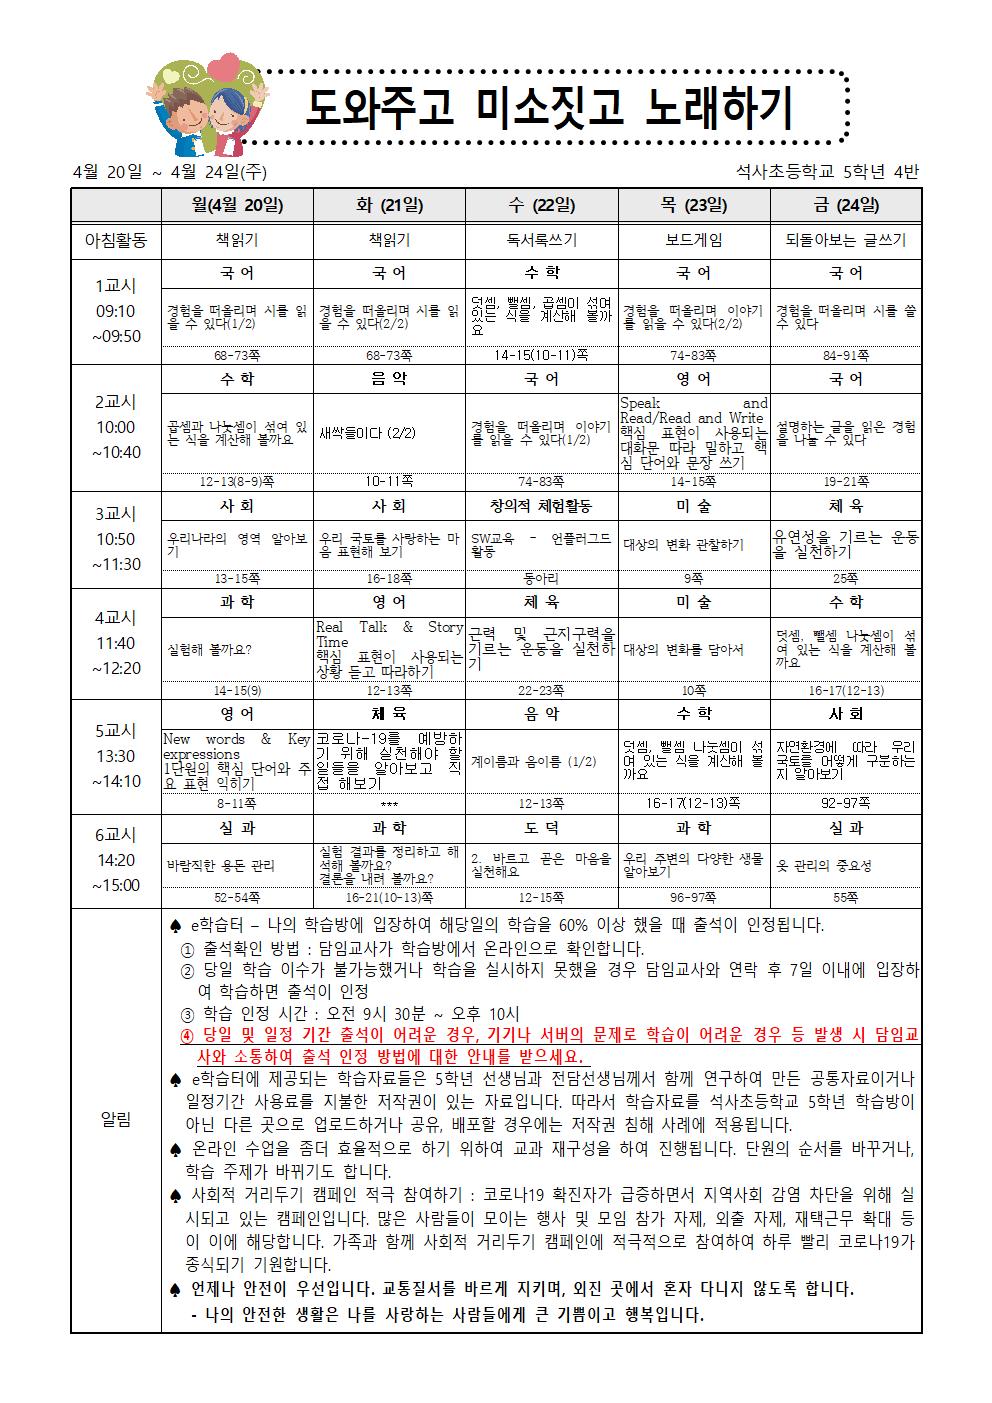 도와주고 미소짓고 노래하기
4월 20일 ~ 4월 24일(주)
석사초등학교 5학년 4반
월(4월 20일) 화 (21일) 수 (22일) 목 (23일) 금 (24일)
아침활동 책읽기 책읽기 독서록쓰기 보드게임 되돌아보는 글쓰기
1교시
09:10
~09:50
국 어
경험을 떠올리며 시를 읽
을 수 있다(1/2)
68-73쪽
국 어
경험을 떠올리며 시를 읽
을 수 있다(2/2)
68-73쪽
수 학
덧셈, 뺄셈, 곱셈이 섞여
있는 식을 계산해 볼까
요
14-15(10-11)쪽
국 어
경험을 떠올리며 이야기
를 읽을 수 있다(2/2)
74-83쪽
국 어
경험을 떠올리며 시를 쓸
수 있다
84-91쪽
2교시
10:00
~10:40
수 학
곱셈과 나눗셈이 섞여 있
는 식을 계산해 볼까요
12-13(8-9)쪽
음 악
새싹들이다 (2/2)
10-11쪽
국 어
경험을 떠올리며 이야기
를 읽을 수 있다(1/2)
74-83쪽
영 어
Speak and
Read/Read and Write
핵심 표현이 사용되는
대화문 따라 말하고 핵
심 단어와 문장 쓰기
14-15쪽
국 어
설명하는 글을 읽은 경험
을 나눌 수 있다
19-21쪽
3교시
10:50
~11:30
사 회
우리나라의 영역 알아보
기
13-15쪽
사 회
우리 국토를 사랑하는 마
음 표현해 보기
16-18쪽
창의적 체험활동
SW교육 - 언플러그드
활동
동아리
미 술
대상의 변화 관찰하기
9쪽
체 육
유연성을 기르는 운동
을 실천하기
25쪽
4교시
11:40
~12:20
과 학
실험해 볼까요?
14-15(9)
영 어
Real Talk & Story
Time
핵심 표현이 사용되는
상황 듣고 따라하기
12-13쪽
체 육
근력 및 근지구력을
기르는 운동을 실천하
기
22-23쪽
미 술
대상의 변화를 담아서
10쪽
수 학
덧셈, 뺄셈 나눗셈이 섞
여 있는 식을 계산해 볼
까요
16-17(12-13)
5교시
13:30
~14:10
영 어
New words & Key
expressions
1단원의 핵심 단어와 주
요 표현 익히기
8-11쪽
체 육
코로나-19를 예방하
기 위해 실천해야 할
일들을 알아보고 직
접 해보기
***
음 악
계이름과 음이름 (1/2)
12-13쪽
수 학
덧셈, 뺄셈 나눗셈이 섞
여 있는 식을 계산해 볼
까요
16-17(12-13)쪽
사 회
자연환경에 따라 우리
국토를 어떻게 구분하는
지 알아보기
92-97쪽
6교시
14:20
~15:00
실 과
바람직한 용돈 관리
52-54쪽
과 학
실험 결과를 정리하고 해
석해 볼까요?
결론을 내려 볼까요?
16-21(10-13)쪽
도 덕
2. 바르고 곧은 마음을
실천해요
12-15쪽
과 학
우리 주변의 다양한 생물
알아보기
96-97쪽
실 과
옷 관리의 중요성
55쪽
알림
♠ e학습터 – 나의 학습방에 입장하여 해당일의 학습을 60% 이상 했을 때 출석이 인정됩니다.
① 출석확인 방법 : 담임교사가 학습방에서 온라인으로 확인합니다.
② 당일 학습 이수가 불가능했거나 학습을 실시하지 못했을 경우 담임교사와 연락 후 7일 이내에 입장하
여 학습하면 출석이 인정
③ 학습 인정 시간 : 오전 9시 30분 ~ 오후 10시
④ 당일 및 일정 기간 출석이 어려운 경우, 기기나 서버의 문제로 학습이 어려운 경우 등 발생 시 담임교
사와 소통하여 출석 인정 방법에 대한 안내를 받으세요.
♠ e학습터에 제공되는 학습자료들은 5학년 선생님과 전담선생님께서 함께 연구하여 만든 공통자료이거나
일정기간 사용료를 지불한 저작권이 있는 자료입니다. 따라서 학습자료를 석사초등학교 5학년 학습방이
아닌 다른 곳으로 업로드하거나 공유, 배포할 경우에는 저작권 침해 사례에 적용됩니다.
♠ 온라인 수업을 좀더 효율적으로 하기 위하여 교과 재구성을 하여 진행됩니다. 단원의 순서를 바꾸거나,
학습 주제가 바뀌기도 합니다.
♠ 사회적 거리두기 캠페인 적극 참여하기 : 코로나19 확진자가 급증하면서 지역사회 감염 차단을 위해 실
시되고 있는 캠페인입니다. 많은 사람들이 모이는 행사 및 모임 참가 자제, 외출 자제, 재택근무 확대 등
이 이에 해당합니다. 가족과 함께 사회적 거리두기 캠페인에 적극적으로 참여하여 하루 빨리 코로나19가
종식되기 기원합니다.
♠ 언제나 안전이 우선입니다. 교통질서를 바르게 지키며, 외진 곳에서 혼자 다니지 않도록 합니다.
- 나의 안전한 생활은 나를 사랑하는 사람들에게 큰 기쁨이고 행복입니다.